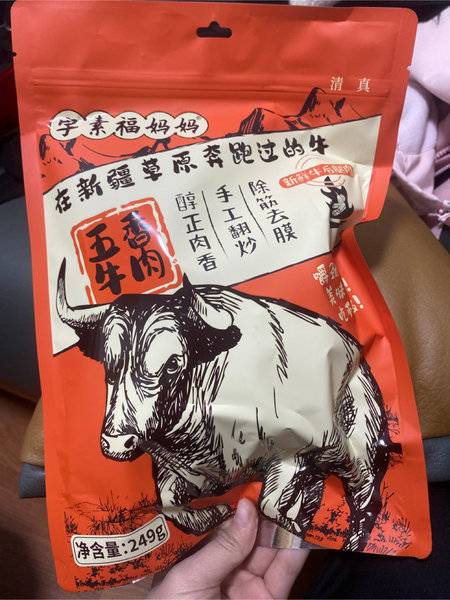 清真
宇素福妈妈
在新疆草原奔跑过的牛
除筋去膜
手工翻炒
醇正肉香
五香
牛肉
净含量:249g